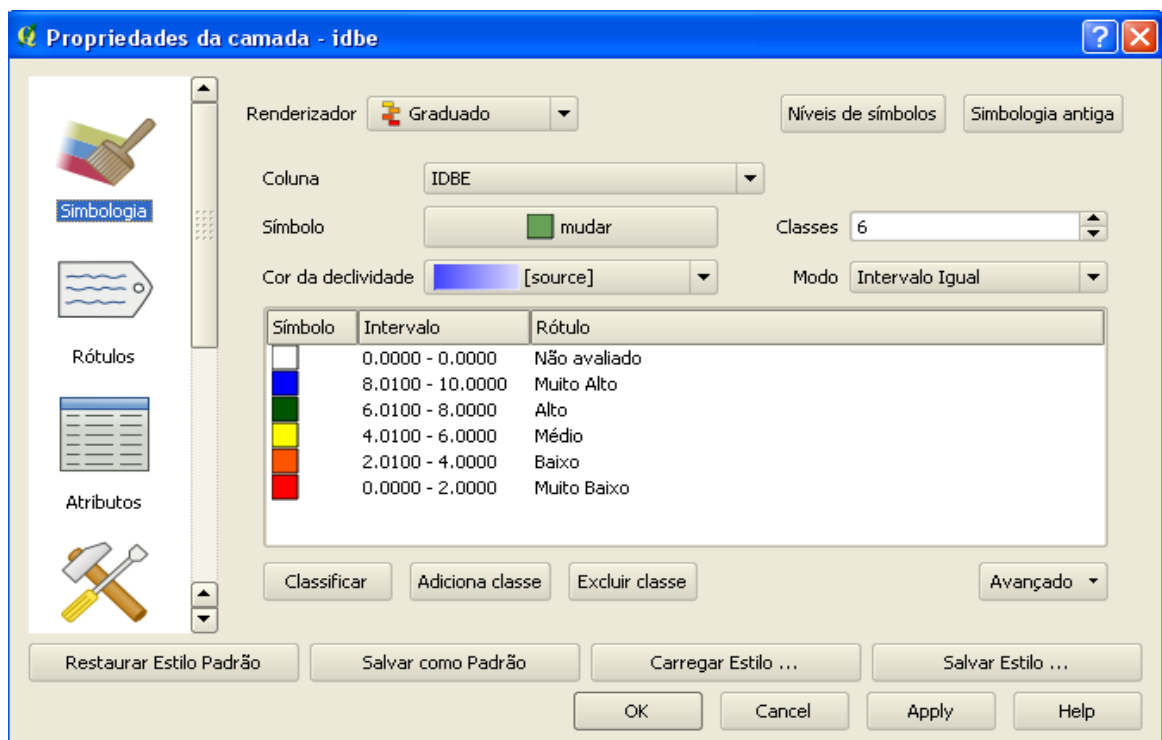 Propriedades da camada - idbe
Simbologia
Rótulos
Atributos
Renderizador Graduado Níveis de símbolos Simbologia antiga
Coluna IDBE
Símbolo mudar Classes 6
Cor da declividade [source] Modo Intervalo Igual
Símbolo Intervalo Rótulo
0.0000 - 0.0000 Não avaliado
8.0100 - 10.0000 Muito Alto
6.0100 - 8.0000 Alto
4.0100 - 6.0000 Médio
2.0100 - 4.0000 Baixo
0.0000 - 2.0000 Muito Baixo
Classificar Adiciona classe Excluir classe Avançado
Restaurar Estilo Padrão Salvar como Padrão Carregar Estilo ... Salvar Estilo ...
OK Cancel Apply Help